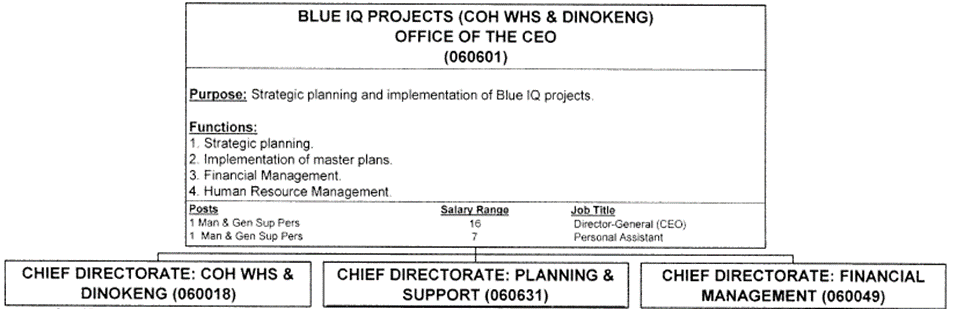 BLUE IQ PROJECTS (COH WHS & DINOKENG)
OFFICE OF THE CEO
(060601)
Purpose: Strategic planning and implementation of Blue IQ projects.
Functions:
1. Strategic planning.
2. Implementation of master plans.
3. Financial Management.
4. Human Resource Management.
Posts Salary Range Job Title
1 Man & Gen Sup Pers 16 Director-General (CEO)
1 Man & Gen Sup Pers 7 Personal Assistant
CHIEF DIRECTORATE: COH WHS &
DINOKENG (060018)
CHIEF DIRECTORATE: PLANNING &
SUPPORT (060631)
CHIEF DIRECTORATE: FINANCIAL
MANAGEMENT (060049)